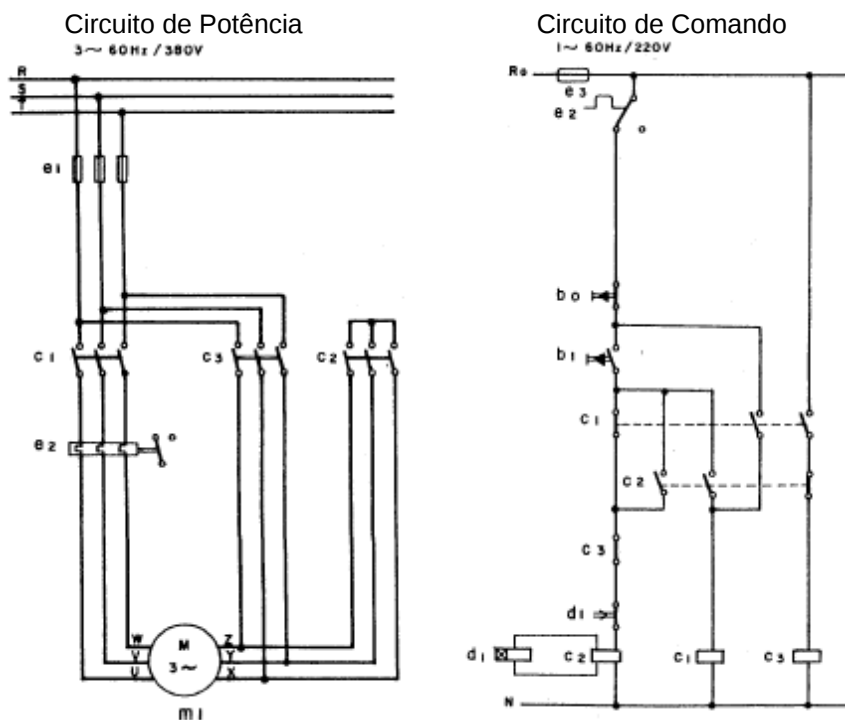 Circuito de Potência
3~ 60Hz/380V
R
S
T
e1
c1
c3
c2
e2
W
V
U
M
3~
Z
Y
X
m1
Circuito de Comando
1~ 60Hz/220V
Ro
e3
e2
b0
b1
c1
c2
c3
d1
d1
c2
c1
c3
N